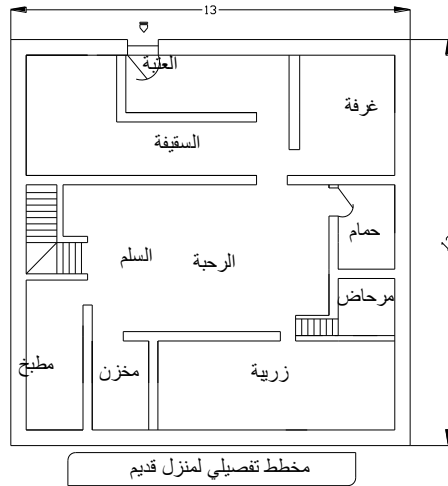 13
العتبة
غرفة
السقيفة
حمام
السلم
الرحبة
مرحاض
مطبخ
مخزن
زريبة
مخطط تفصيلي لمنزل قديم